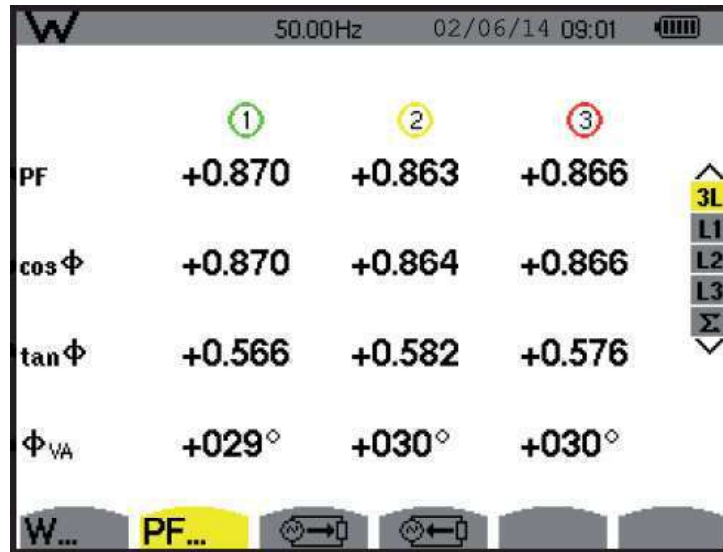 W 50.00Hz 02/06/14 09:01
1 2 3
PF +0.870 +0.863 +0.866
3L
L1
cosΦ +0.870 +0.864 +0.866
L2
L3
Σ
tanΦ +0.566 +0.582 +0.576
ΦVA +029° +030° +030°
W... PF...